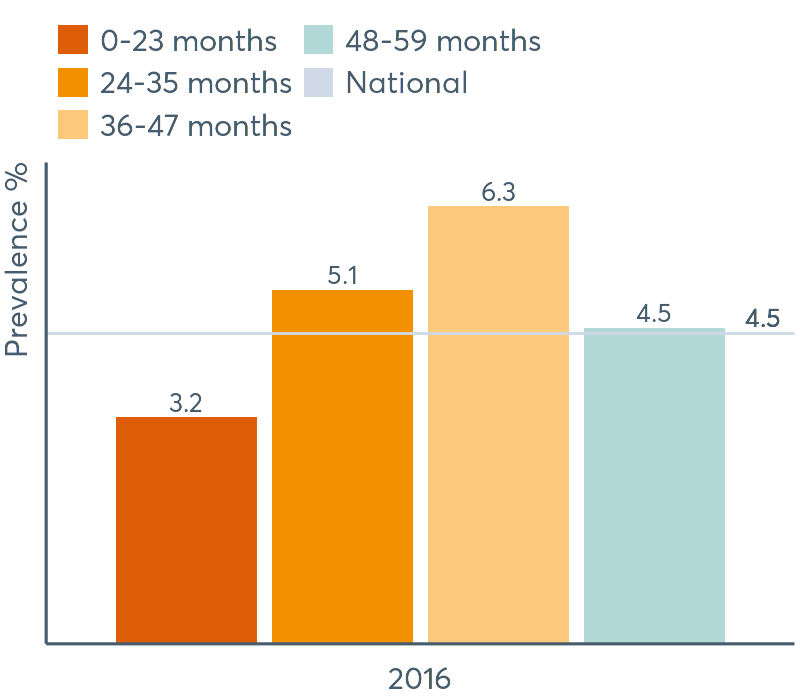 0-23 months
24-35 months
36-47 months
48-59 months
National
Prevalence %
3.2
5.1
6.3
4.5
4.5
2016